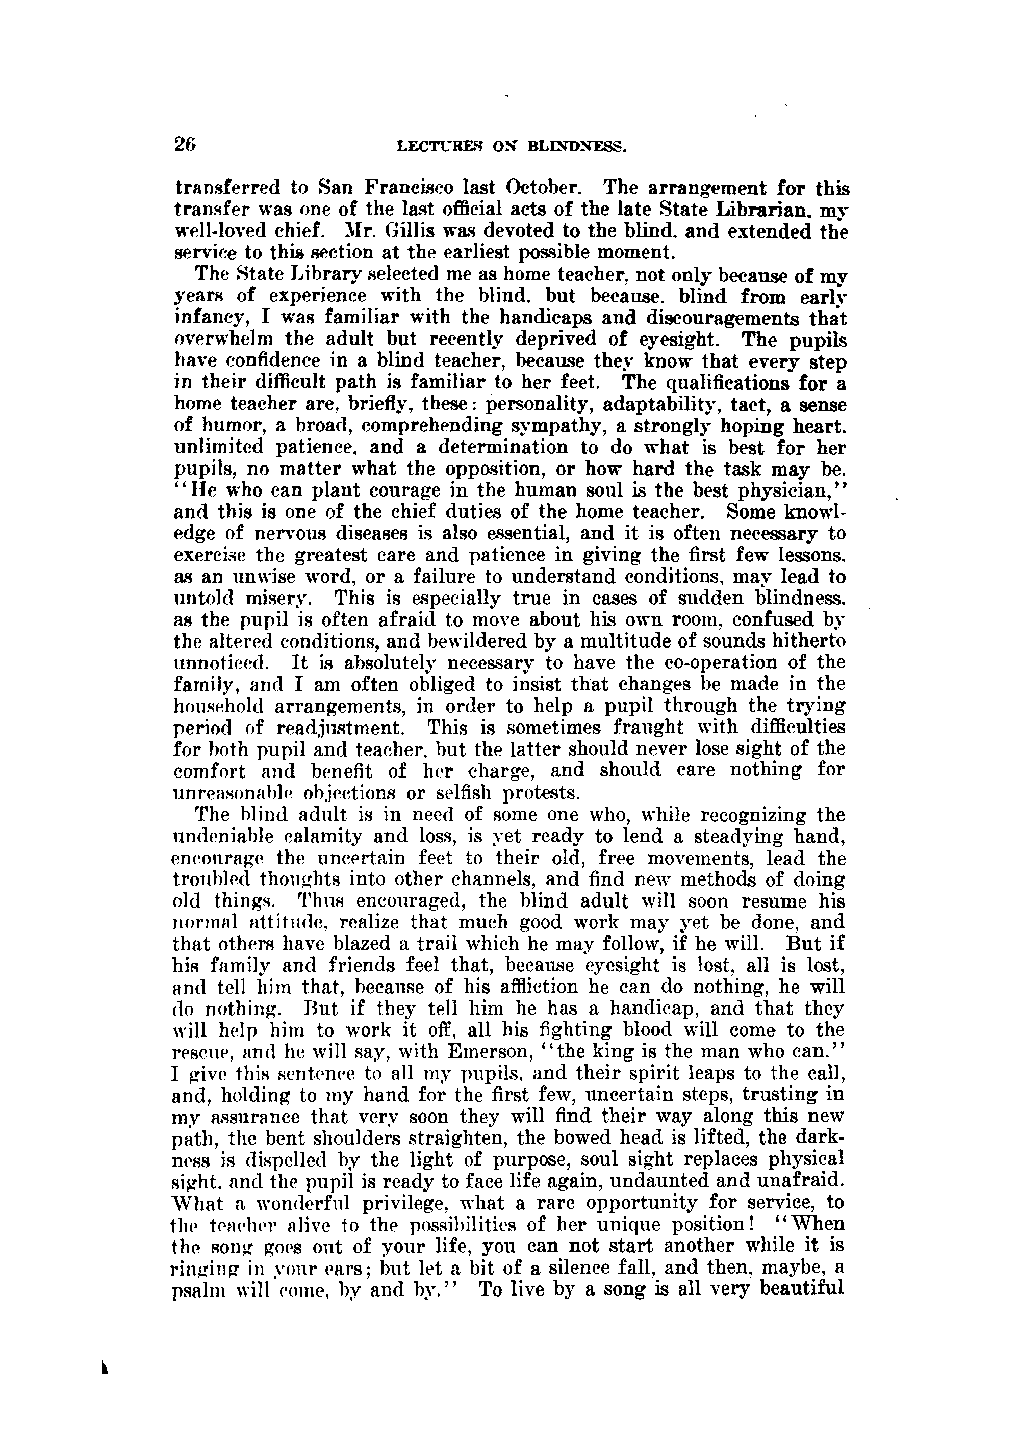 26 LECTURES ON BLINDNESS.
transferred to San Francisco last October. The arrangement for this
transfer was one of the last official acts of the late State Librarian, my
well-loved chief. Mr. Gillis was devoted to the blind, and extended the
service to this section at the earliest possible moment.
The State Library selected me as home teacher, not only because of my
years of experience with the blind, but because, blind from early
infancy, I was familiar with the handicaps and discouragements that
overwhelm the adult but recently deprived of eyesight. The pupils
have confidence in a blind teacher, because they know that every step
in their difficult path is familiar to her feet. The qualifications for a
home teacher are, briefly, these: personality, adaptability, tact, a sense
of humor, a broad, comprehending sympathy, a strongly hoping heart,
unlimited patience, and a determination to do what is best for her
pupils, no matter what the opposition, or how hard the task may be.
"He who can plant courage in the human soul is the best physician,"
and this is one of the chief duties of the home teacher. Some knowl-
edge of nervous diseases is also essential, and it is often necessary to
exercise the greatest care and patience in giving the first few lessons,
as an unwise word, or a failure to understand conditions, may lead to
untold misery. This is especially true in cases of sudden blindness,
as the pupil is often afraid to move about his own room, confused by
the altered conditions, and bewildered by a multitude of sounds hitherto
unnoticed. It is absolutely necessary to have the co-operation of the
family, and I am often obliged to insist that changes be made in the
household arrangements, in order to help a pupil through the trying
period of readjustment. This is sometimes fraught with difficulties
for both pupil and teacher, but the latter should never lose sight of the
comfort and benefit of her charge, and should care nothing for
unreasonable objections or selfish protests.
The blind adult is in need of some one who, while recognizing the
undeniable calamity and loss, is yet ready to lend a steadying hand,
encourage the uncertain feet to their old, free movements, lead the
troubled thoughts into other channels, and find new methods of doing
old things. Thus encouraged, the blind adult will soon resume his
normal attitude, realize that much good work may yet be done, and
that others have blazed a trail which he may follow, if he will. But if
his family and friends feel that, because eyesight is lost, all is lost,
and tell him that, because of his affliction he can do nothing, he will
do nothing. But if they tell him he has a handicap, and that they
will help him to work it off, all his fighting blood will come to the
rescue, and he will say, with Emerson, "the king is the man who can."
I give this sentence to all my pupils, and their spirit leaps to the call,
and, holding to my hand for the first few, uncertain steps, trusting in
my assurance that very soon they will find their way along this new
path, the bent shoulders straighten, the bowed head is lifted, the dark-
ness is dispelled by the light of purpose, soul sight replaces physical
sight, and the pupil is ready to face life again, undaunted and unafraid.
What a wonderful privilege, what a rare opportunity for service, to
the teacher alive to the possibilities of her unique position! "When
the song goes out of your life, you can not start another while it is
ringing in your ears; but let a bit of a silence fall, and then, maybe, a
psalm will come, by and by." To live by a song is all very beautiful